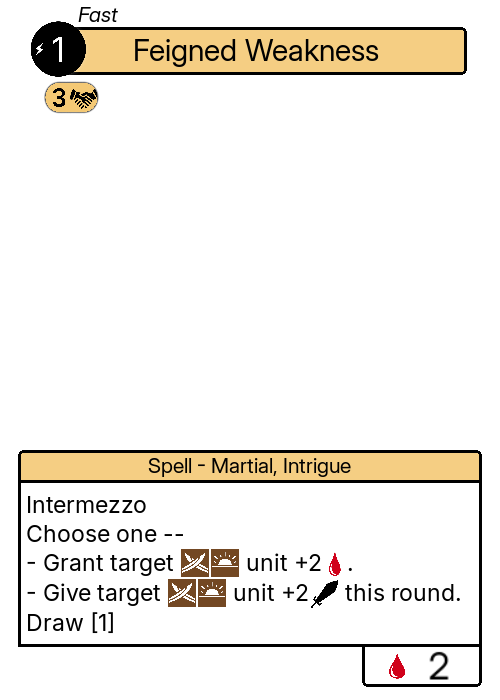 Fast
1 Feigned Weakness
3
Spell - Martial, Intrigue
Intermezzo
Choose one --
- Grant target unit +2 .
- Give target unit +2 this round.
Draw [1]
2